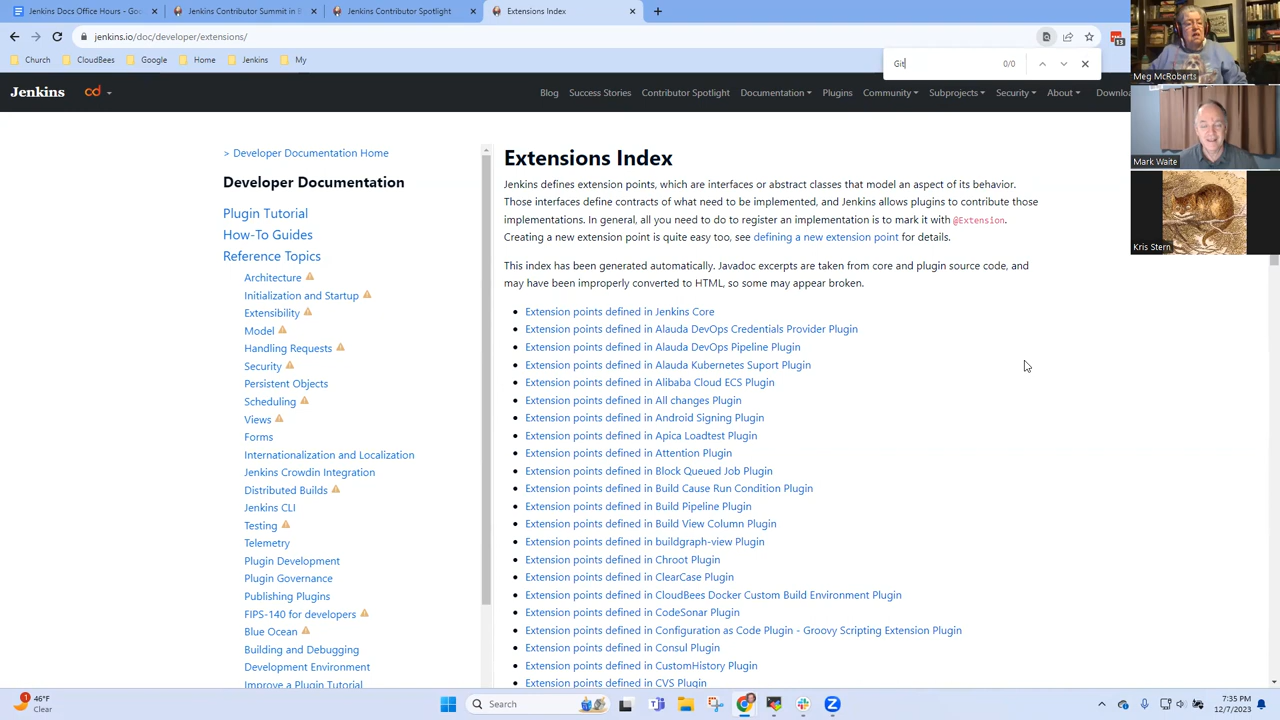 Jenkins Docs Office Hours - Goo
Jenkins Contributor Summit in B
Jenkins Contributor Spotlight
Extensions Index
jenkins.io/doc/developer/extensions/
13
Church
CloudBees
Google
Home
Jenkins
My
Git
0/0
Jenkins
cd
Blog
Success Stories
Contributor Spotlight
Documentation
Plugins
Community
Subprojects
Security
About
Downlo
Meg McRoberts
Mark Waite
Kris Stern
> Developer Documentation Home
Developer Documentation
Plugin Tutorial
How-To Guides
Reference Topics
Architecture
Initialization and Startup
Extensibility
Model
Handling Requests
Security
Persistent Objects
Scheduling
Views
Forms
Internationalization and Localization
Jenkins Crowdin Integration
Distributed Builds
Jenkins CLI
Testing
Telemetry
Plugin Development
Plugin Governance
Publishing Plugins
FIPS-140 for developers
Blue Ocean
Building and Debugging
Development Environment
Improve a Plugin Tutorial
Extensions Index
Jenkins defines extension points, which are interfaces or abstract classes that model an aspect of its behavior.
Those interfaces define contracts of what need to be implemented, and Jenkins allows plugins to contribute those
implementations. In general, all you need to do to register an implementation is to mark it with @Extension.
Creating a new extension point is quite easy too, see defining a new extension point for details.
This index has been generated automatically. Javadoc excerpts are taken from core and plugin source code, and
may have been improperly converted to HTML, so some may appear broken.
Extension points defined in Jenkins Core
Extension points defined in Alauda DevOps Credentials Provider Plugin
Extension points defined in Alauda DevOps Pipeline Plugin
Extension points defined in Alauda Kubernetes Suport Plugin
Extension points defined in Alibaba Cloud ECS Plugin
Extension points defined in All changes Plugin
Extension points defined in Android Signing Plugin
Extension points defined in Apica Loadtest Plugin
Extension points defined in Attention Plugin
Extension points defined in Block Queued Job Plugin
Extension points defined in Build Cause Run Condition Plugin
Extension points defined in Build Pipeline Plugin
Extension points defined in Build View Column Plugin
Extension points defined in buildgraph-view Plugin
Extension points defined in Chroot Plugin
Extension points defined in ClearCase Plugin
Extension points defined in CloudBees Docker Custom Build Environment Plugin
Extension points defined in CodeSonar Plugin
Extension points defined in Configuration as Code Plugin - Groovy Scripting Extension Plugin
Extension points defined in Consul Plugin
Extension points defined in CustomHistory Plugin
Extension points defined in CVS Plugin
1
46°F
Clear
Search
7:35 PM
12/7/2023